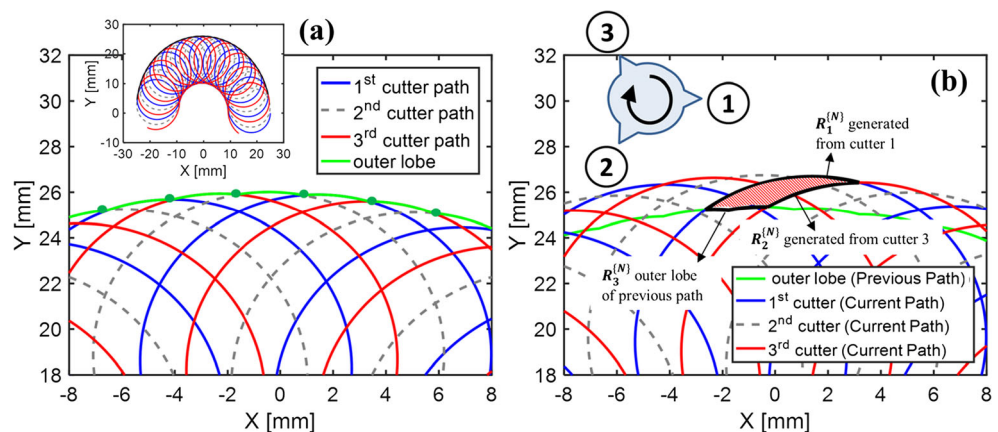 (a)
Y [mm]
32
30
28
26
24
22
20
18
-8 -6 -4 -2 0 2 4 6 8
X [mm]
30
20
10
0
-10
-30 -20 -10 0 10 20 30
Y [mm]
X [mm]
1st cutter path
2nd cutter path
3rd cutter path
outer lobe
(b)
Y [mm]
32
30
28
26
24
22
20
18
-8 -6 -4 -2 0 2 4 6 8
X [mm]
3
1
2
R₁^{N} generated
from cutter 1
R₂^{N} generated from cutter 3
R₃^{N} outer lobe
of previous path
outer lobe (Previous Path)
1st cutter (Current Path)
2nd cutter (Current Path)
3rd cutter (Current Path)